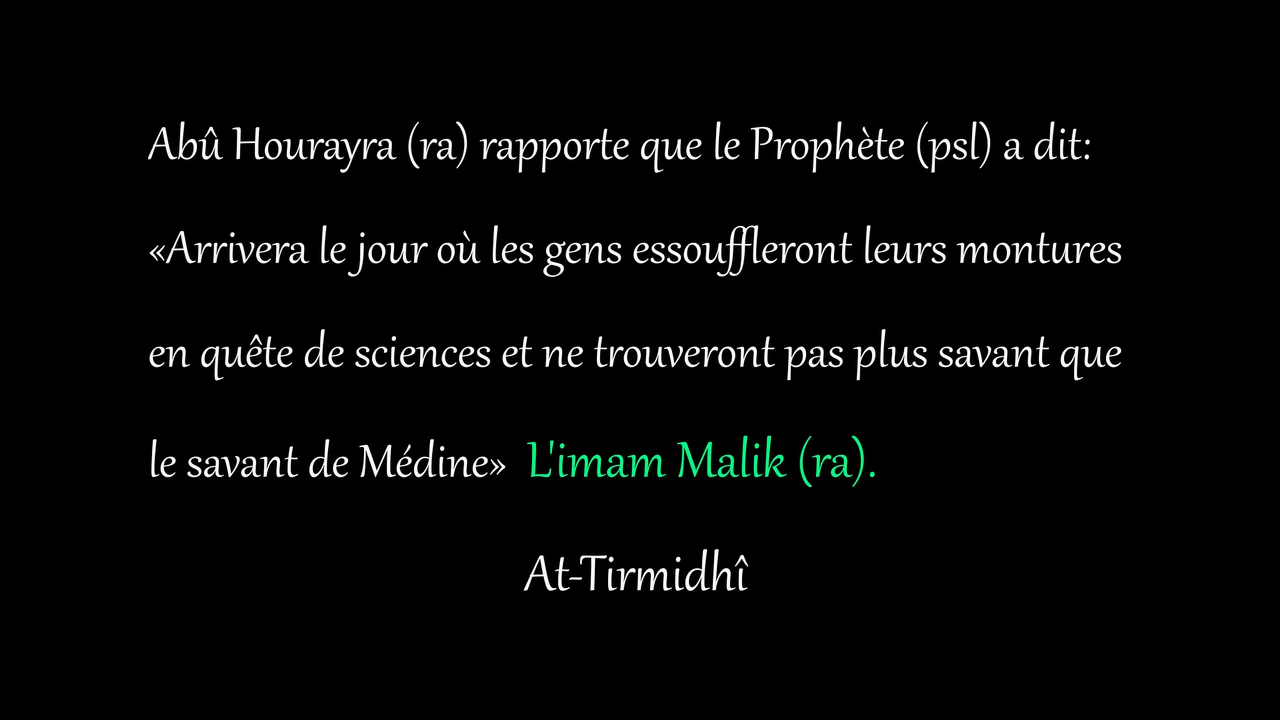 Abû Hourayra (ra) rapporte que le Prophète (psl) a dit:
«Arrivera le jour où les gens essouffleront leurs montures
en quête de sciences et ne trouveront pas plus savant que
le savant de Médine» L'imam Malik (ra).
At-Tirmidhî